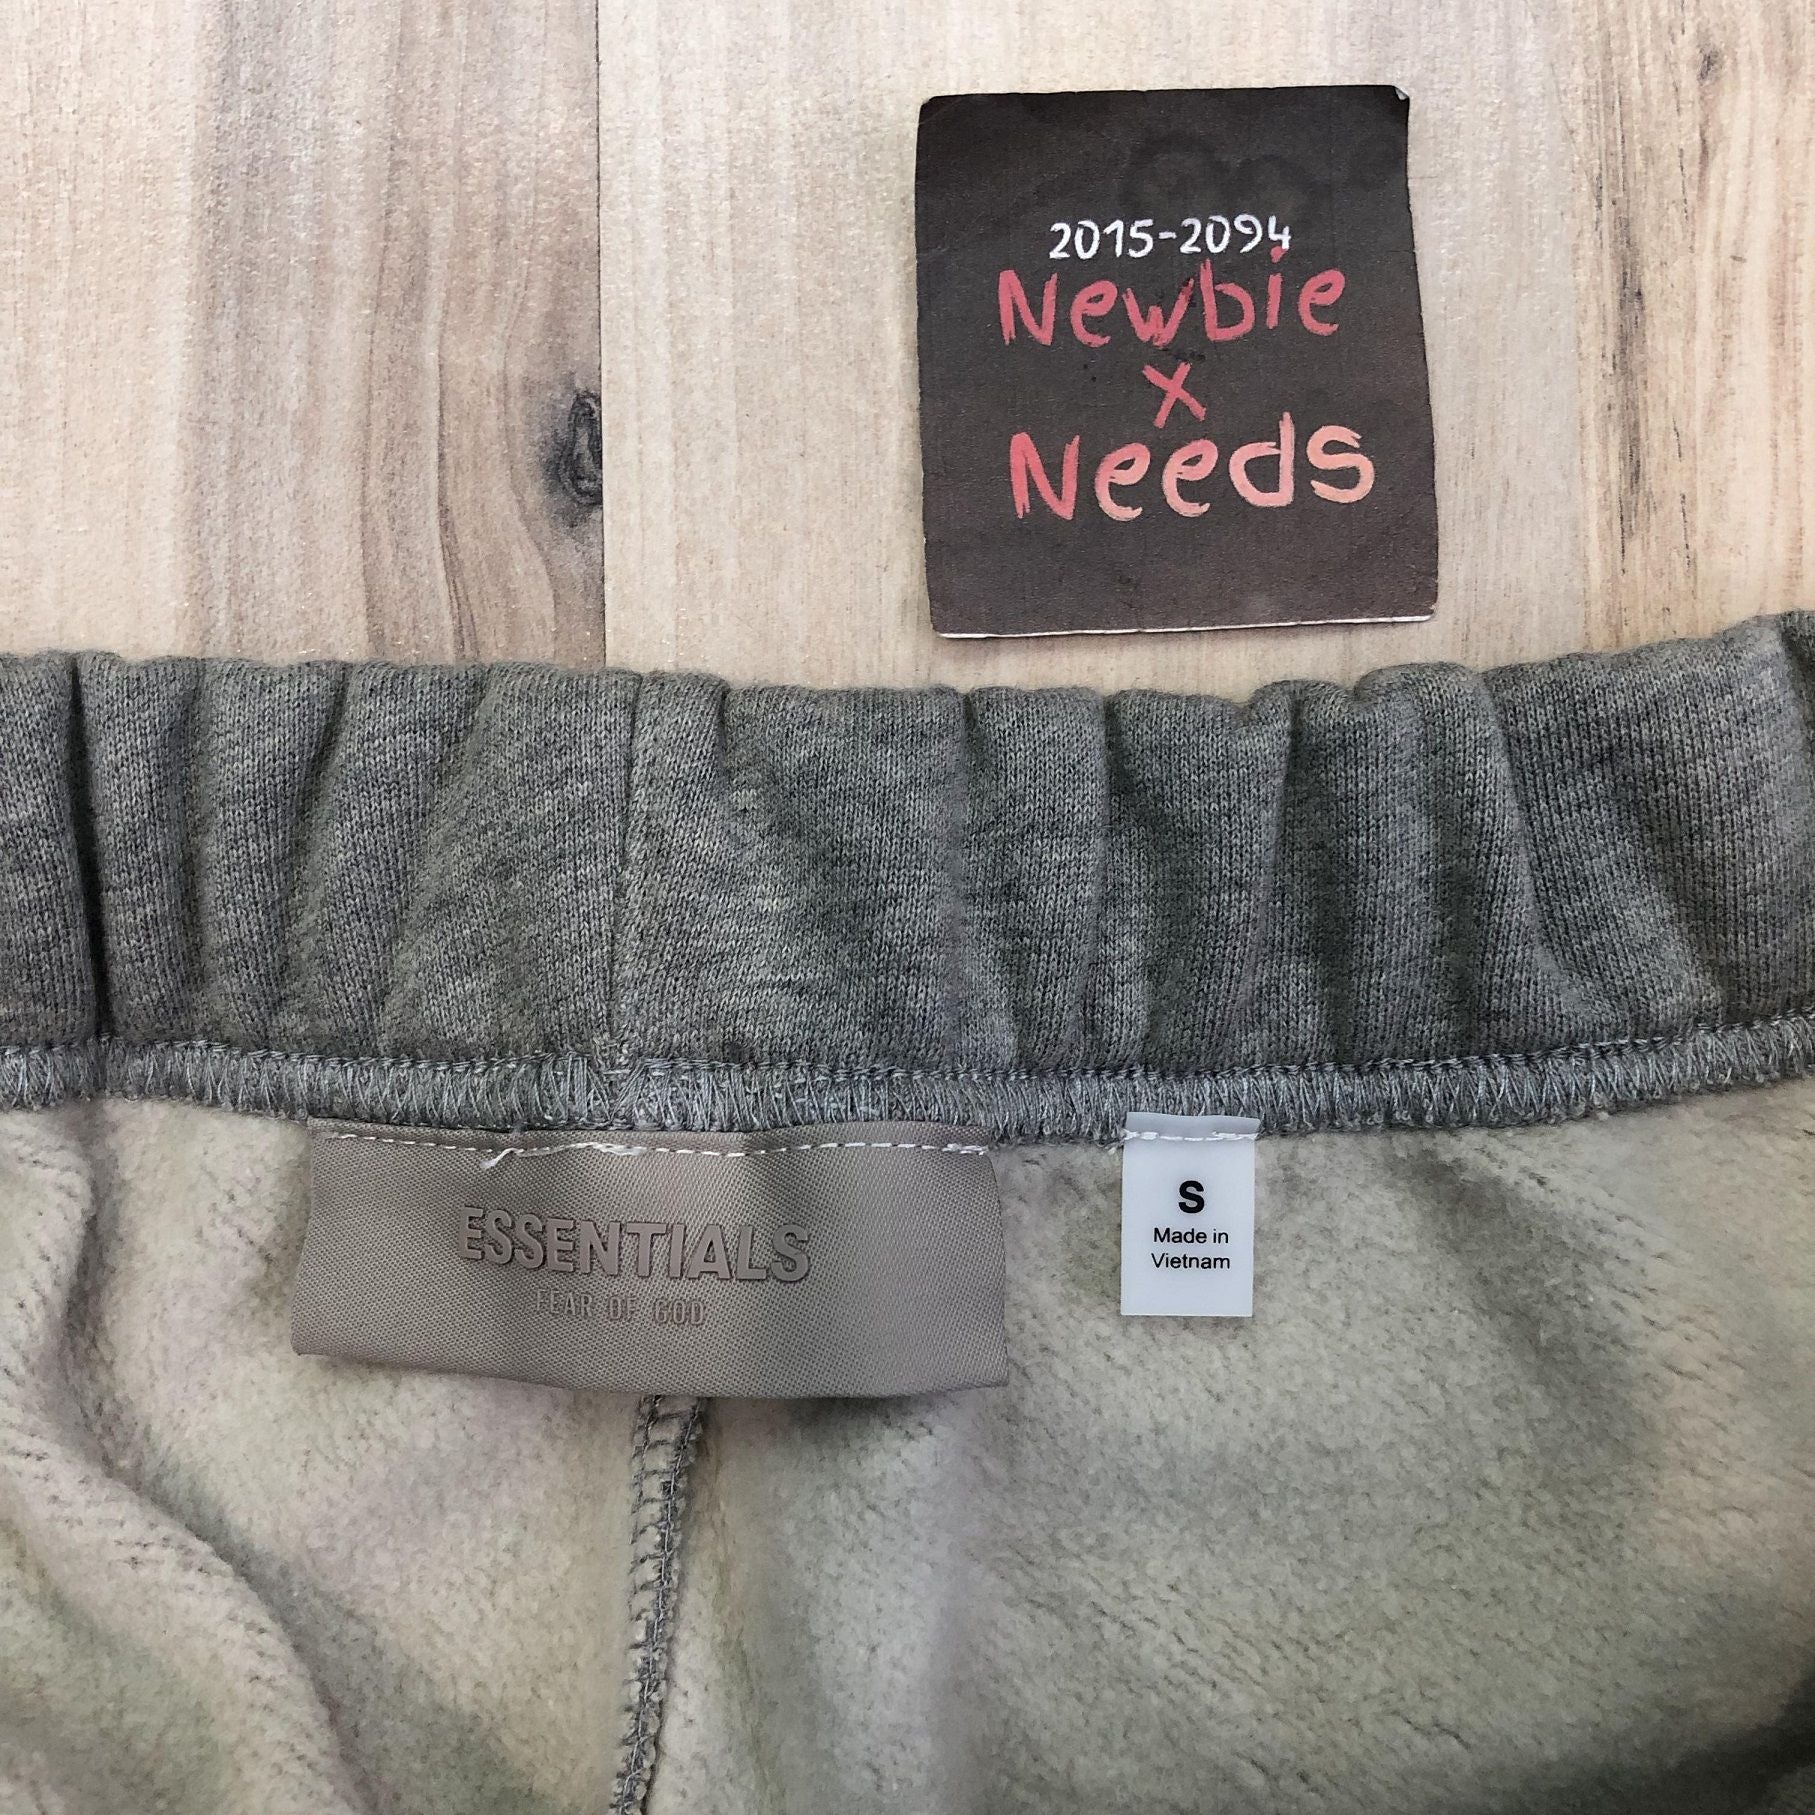 2015-2094
Newbie
x
Needs
ESSENTIALS
FEAR OF GOD
S
Made in
Vietnam